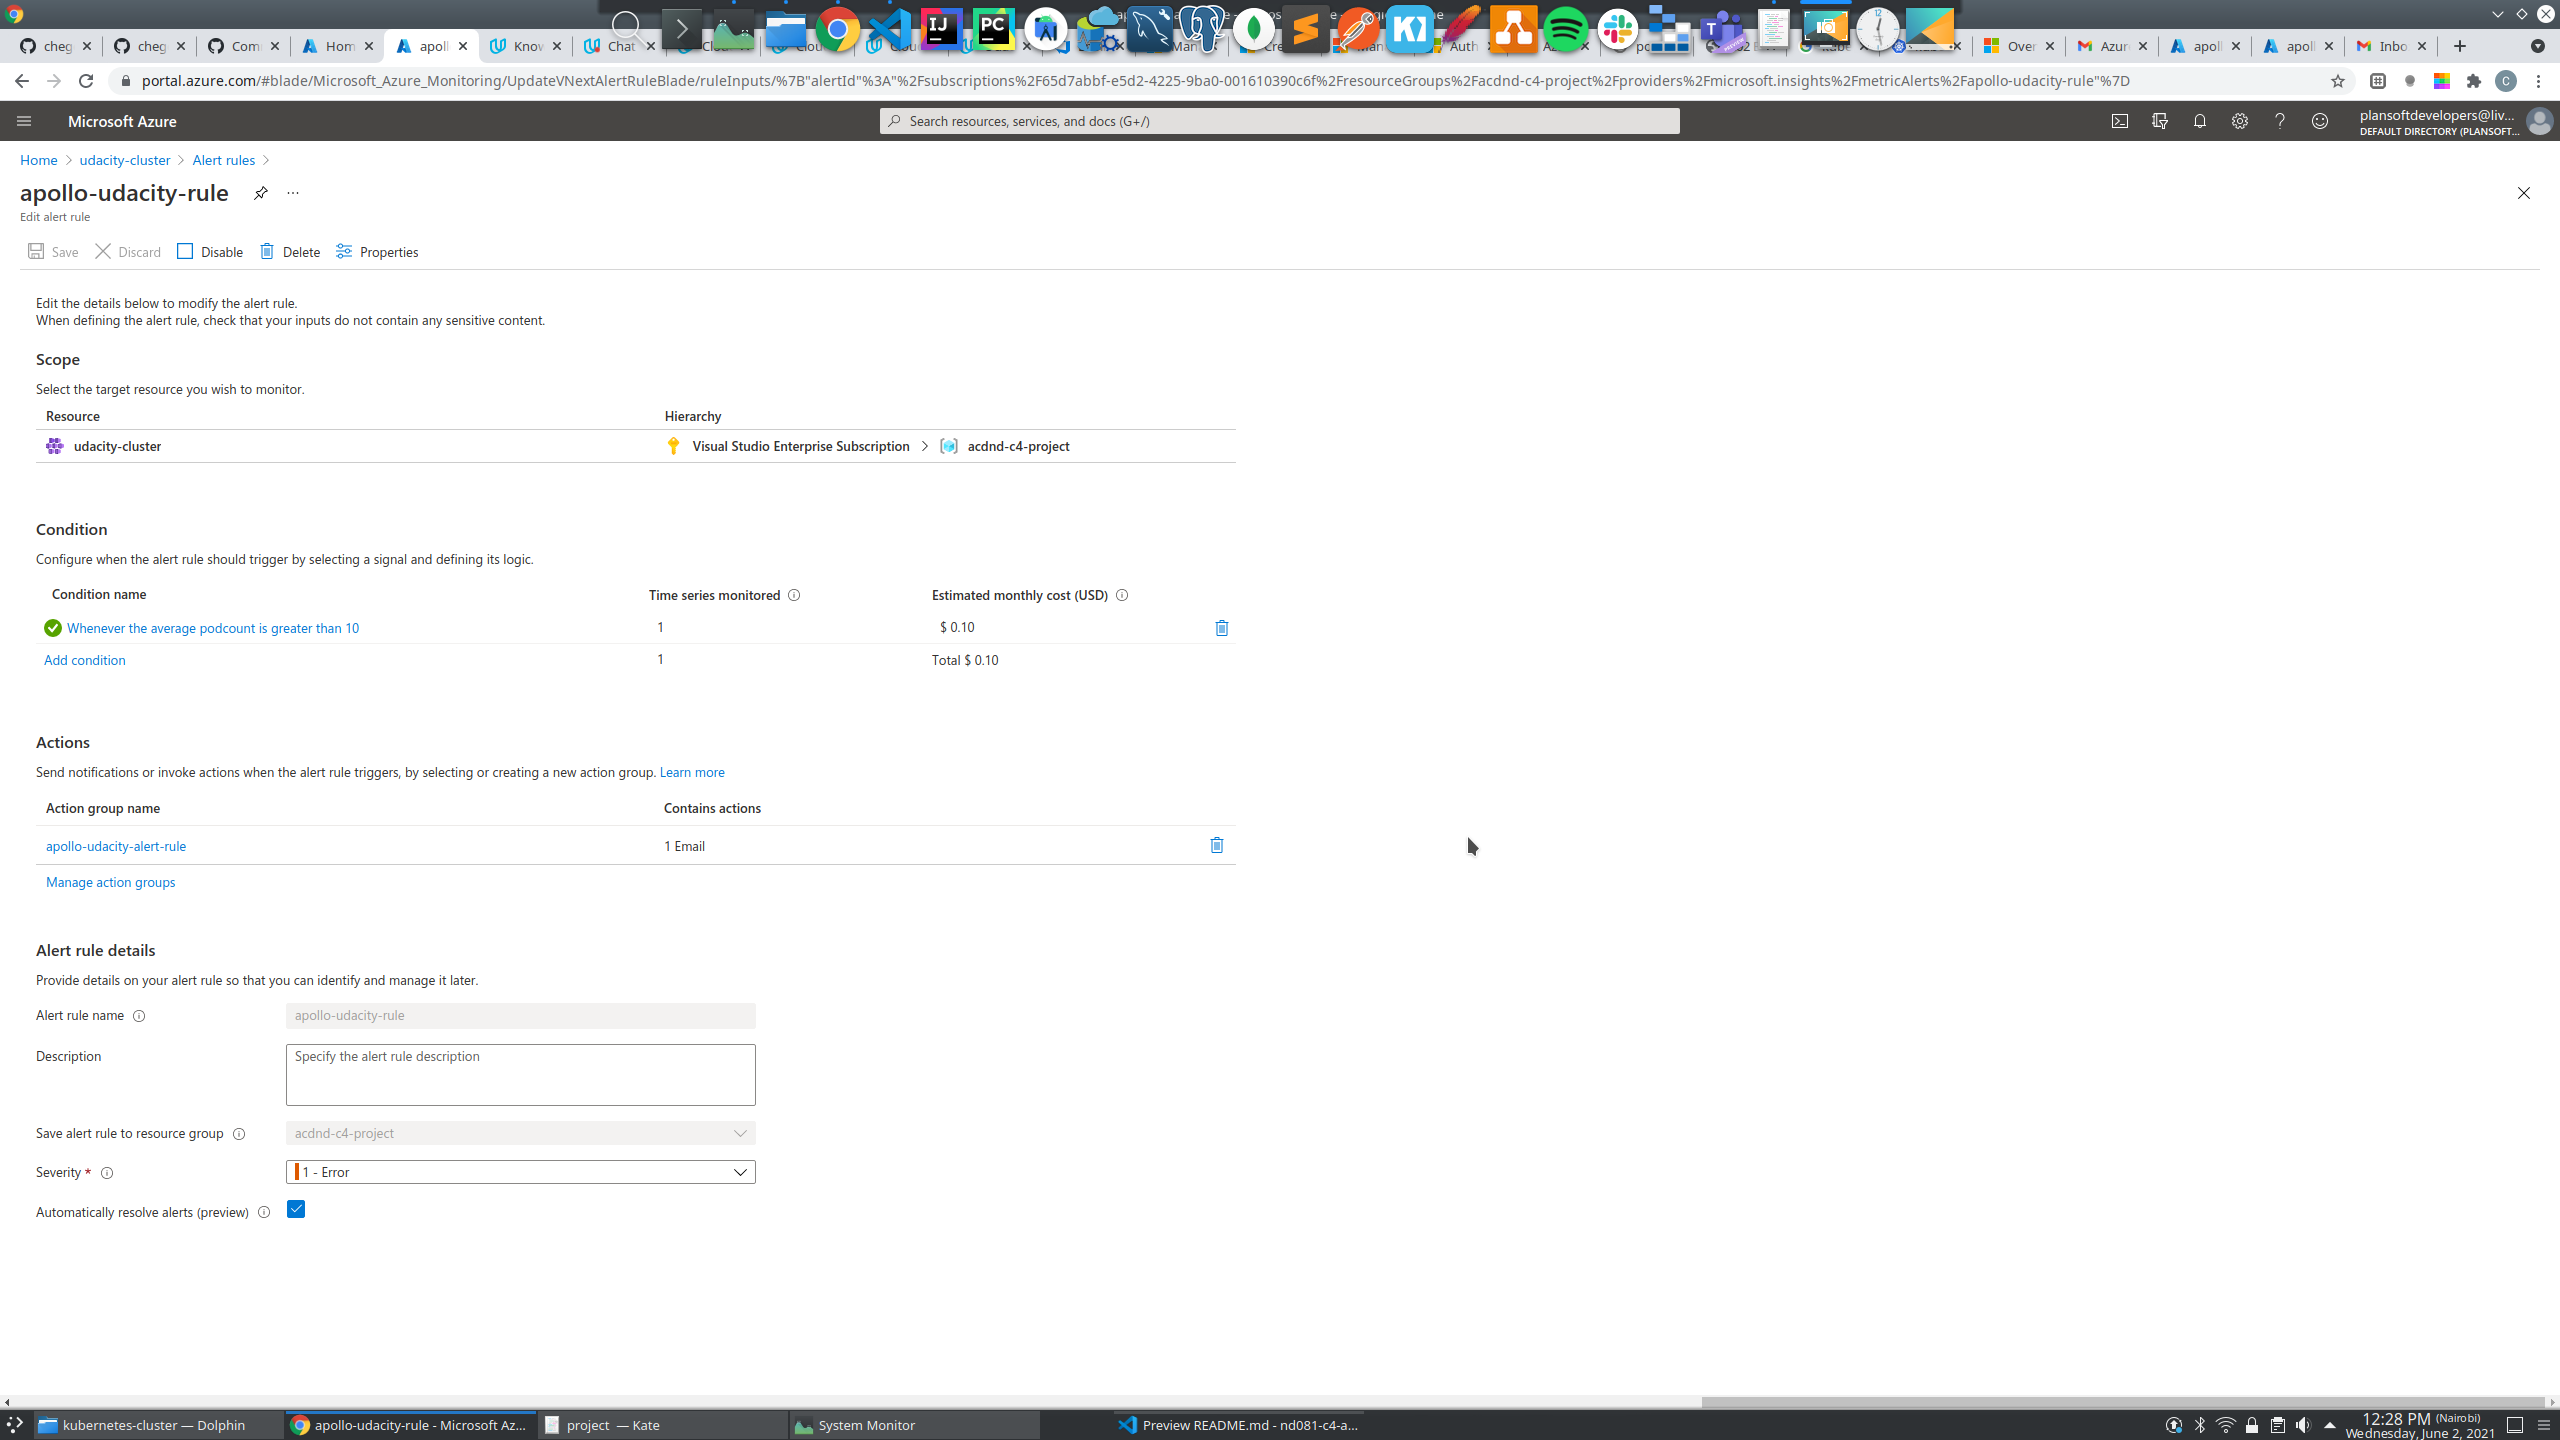 cheg
cheg
Com
Hom
apoll
Know
Chat
Over
Azur
apoll
apoll
Inbo
portal.azure.com/#blade/Microsoft_Azure_Monitoring/UpdateVNextAlertRuleBlade/ruleInputs/%7B"alertId"%3A"%2Fsubscriptions%2F65d7abbf-e5d2-4225-9ba0-001610390c6f%2FresourceGroups%2Facdnd-c4-project%2Fproviders%2Fmicrosoft.insights%2FmetricAlerts%2Fapollo-udacity-rule"%7D
Microsoft Azure
Search resources, services, and docs (G+/)
plansoftdevelopers@liv...
DEFAULT DIRECTORY (PLANSOFT...
Home > udacity-cluster > Alert rules >
apollo-udacity-rule ...
Edit alert rule
Save Discard Disable Delete Properties
Edit the details below to modify the alert rule.
When defining the alert rule, check that your inputs do not contain any sensitive content.
Scope
Select the target resource you wish to monitor.
Resource Hierarchy
udacity-cluster Visual Studio Enterprise Subscription > acdnd-c4-project
Condition
Configure when the alert rule should trigger by selecting a signal and defining its logic.
Condition name Time series monitored Estimated monthly cost (USD)
Whenever the average podcount is greater than 10 1 $ 0.10
Add condition 1 Total $ 0.10
Actions
Send notifications or invoke actions when the alert rule triggers, by selecting or creating a new action group. Learn more
Action group name Contains actions
apollo-udacity-alert-rule 1 Email
Manage action groups
Alert rule details
Provide details on your alert rule so that you can identify and manage it later.
Alert rule name apollo-udacity-rule
Description Specify the alert rule description
Save alert rule to resource group acdnd-c4-project
Severity * 1 - Error
Automatically resolve alerts (preview)
kubernetes-cluster — Dolphin
apollo-udacity-rule - Microsoft Az...
project — Kate
System Monitor
Preview README.md - nd081-c4-a...
12:28 PM (Nairobi)
Wednesday, June 2, 2021